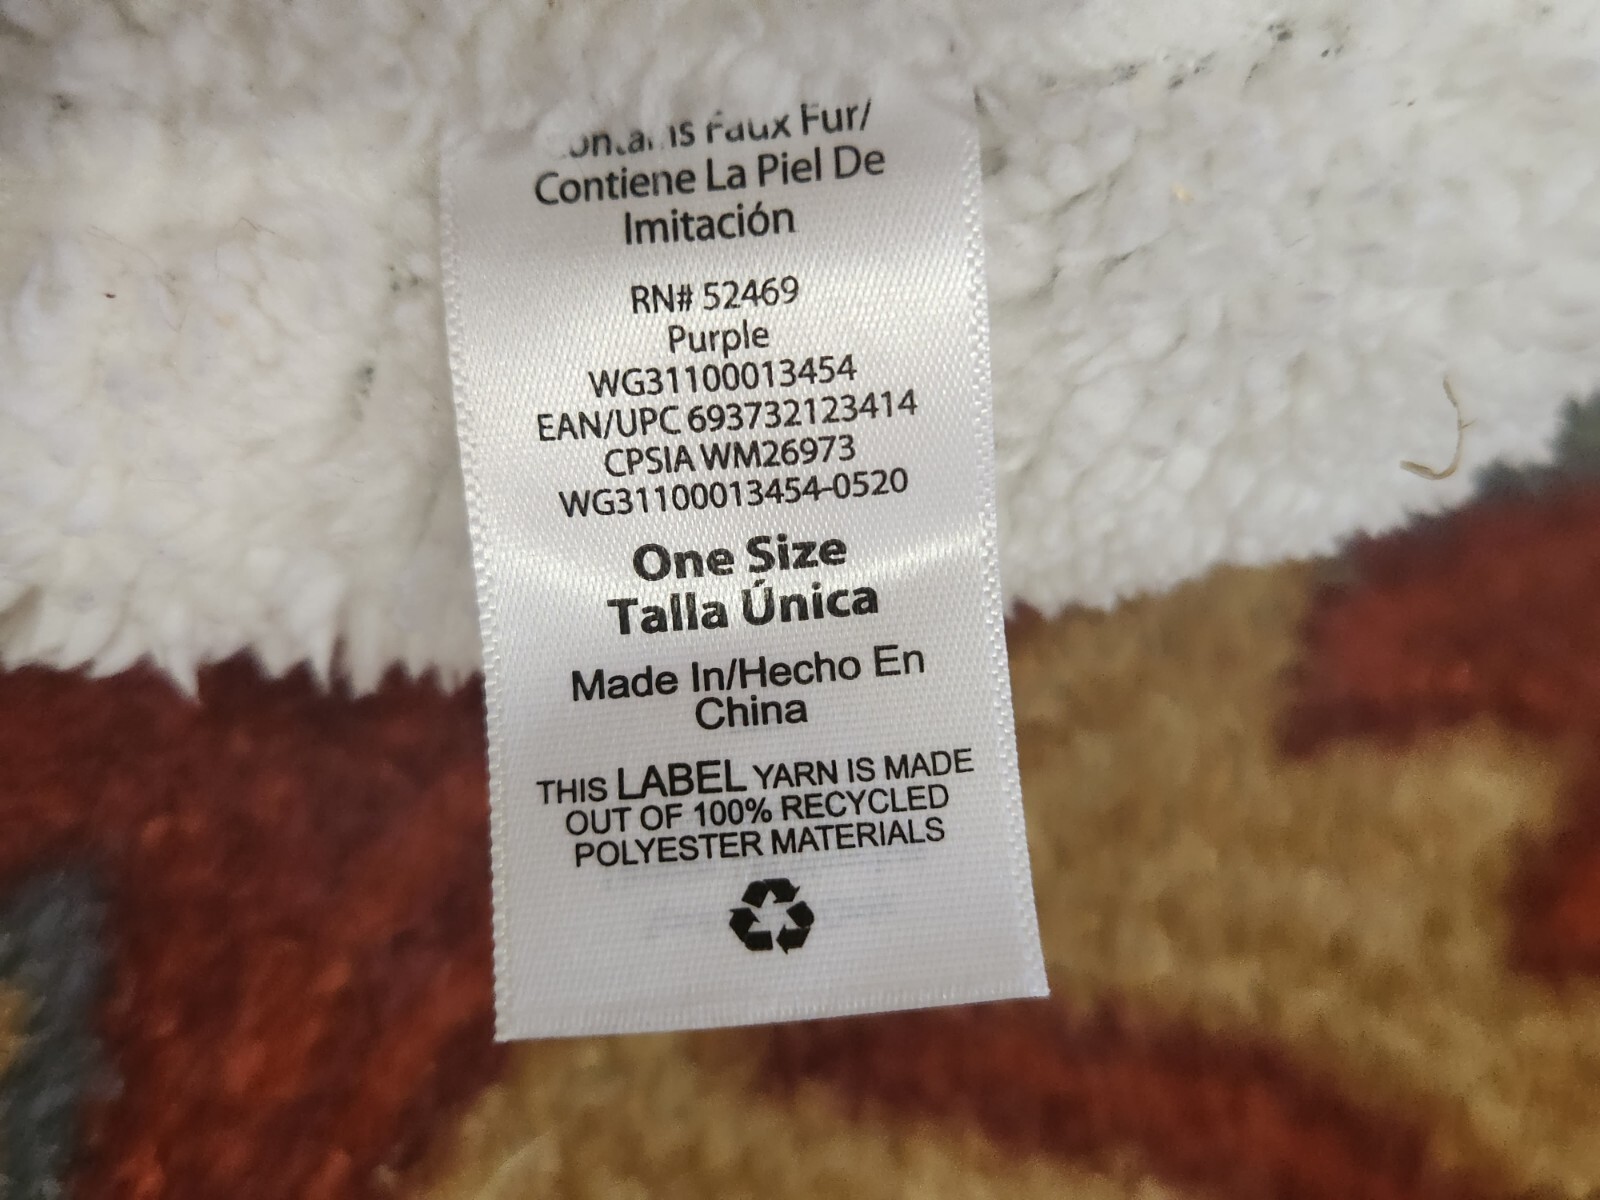 Contains Faux Fur/
Contiene La Piel De
Imitación
RN# 52469
Purple
WG31100013454
EAN/UPC 693732123414
CPSIA WM26973
WG31100013454-0520
One Size
Talla Única
Made In/Hecho En
China
THIS LABEL YARN IS MADE
OUT OF 100% RECYCLED
POLYESTER MATERIALS